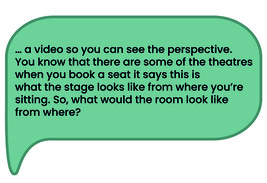 ... a video so you can see the perspective.
You know that there are some of the theatres
when you book a seat it says this is
what the stage looks like from where you’re
sitting. So, what would the room look like
from where?